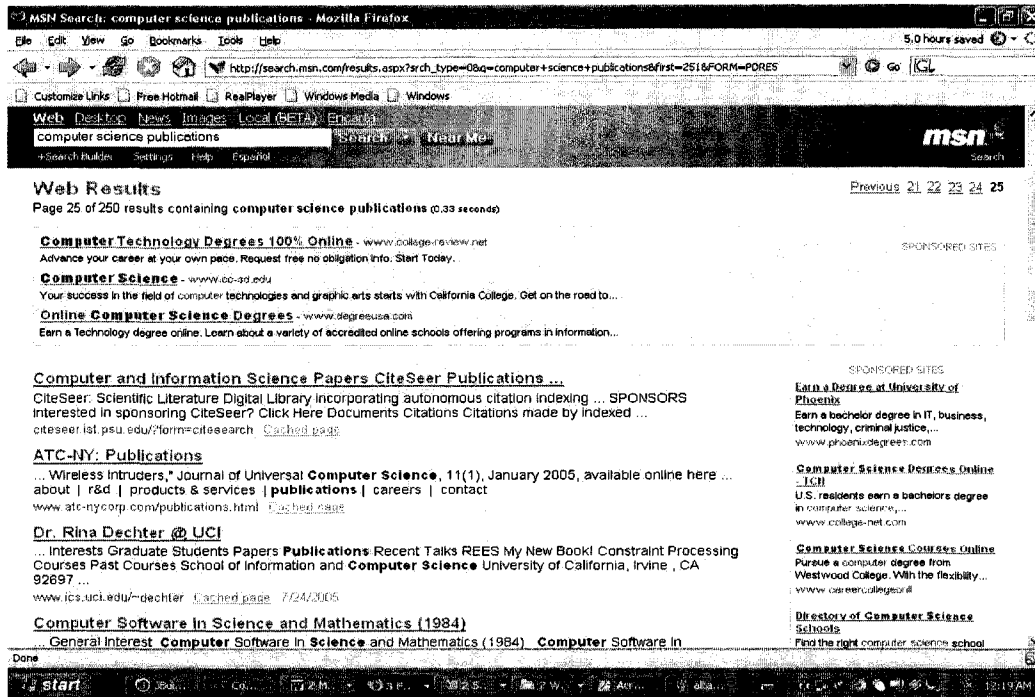 MSN Search: computer science publications - Mozilla Firefox
File Edit View Go Bookmarks Tools Help
5.0 hours saved
http://search.msn.com/results.aspx?srch_type=0&q=computer+science+publications&first=251&FORM=PORES
Go
Customize Links Free Hotmail RealPlayer Windows Media Windows
Web Desktop News Images Local (BETA) Encarta
computer science publications Search Near Me
msn
Search
+Search Builder Settings Help Español
Web Results
Previous 21 22 23 24 25
Page 25 of 250 results containing computer science publications (0.33 seconds)
Computer Technology Degrees 100% Online - www.college-review.net
SPONSORED SITES
Advance your career at your own pace. Request free no obligation info. Start Today.
Computer Science - www.cc-sd.edu
Your success in the field of computer technologies and graphic arts starts with California College. Get on the road to...
Online Computer Science Degrees - www.degreeusa.com
Earn a Technology degree online. Learn about a variety of accredited online schools offering programs in information...
Computer and Information Science Papers CiteSeer Publications ...
CiteSeer: Scientific Literature Digital Library incorporating autonomous citation indexing ... SPONSORS
interested in sponsoring CiteSeer? Click Here Documents Citations Citations made by indexed ...
citeseer.ist.psu.edu/?form=citesearch Cached page
ATC-NY: Publications
... Wireless Intruders," Journal of Universal Computer Science, 11(1), January 2005, available online here ...
about | r&d | products & services | publications | careers | contact
www.atc-nycorp.com/publications.html Cached page
Dr. Rina Dechter @ UCI
... Interests Graduate Students Papers Publications Recent Talks REES My New Book! Constraint Processing
Courses Past Courses School of Information and Computer Science University of California, Irvine , CA
92697 ...
www.ics.uci.edu/~dechter Cached page 7/24/2005
Computer Software in Science and Mathematics (1984)
... General Interest Computer Software In Science and Mathematics (1984) Computer Software In
SPONSORED SITES
Earn a Degree at University of
Phoenix
Earn a bachelor degree in IT, business,
technology, criminal justice,...
www.phoenixdegrees.com
Computer Science Degrees Online
- TCI
U.S. residents earn a bachelors degree
in computer science,...
www.college-net.com
Computer Science Courses Online
Pursue a computer degree from
Westwood College. With the flexibility...
Directory of Computer Science
Schools
Find the right computer science school
Done
start
12:19 AM